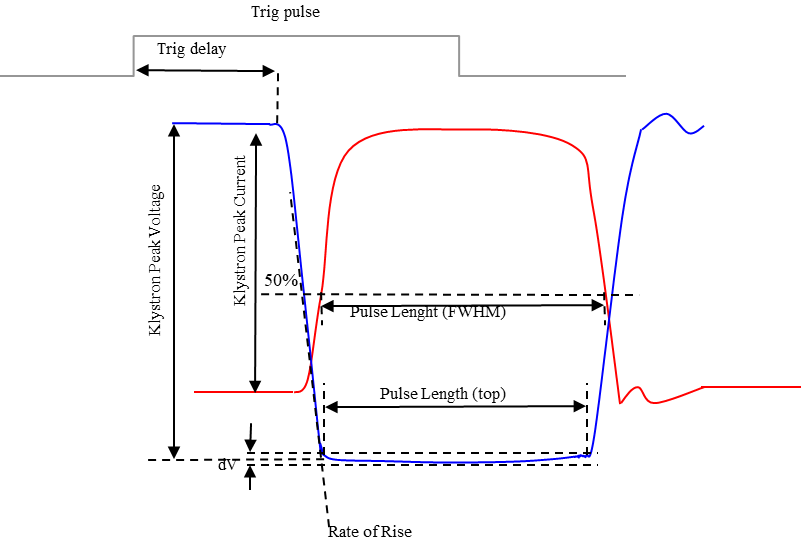 Trig pulse
Trig delay
Klystron Peak Voltage
Klystron Peak Current
50%
Pulse Lenght (FWHM)
Pulse Length (top)
dV
Rate of Rise